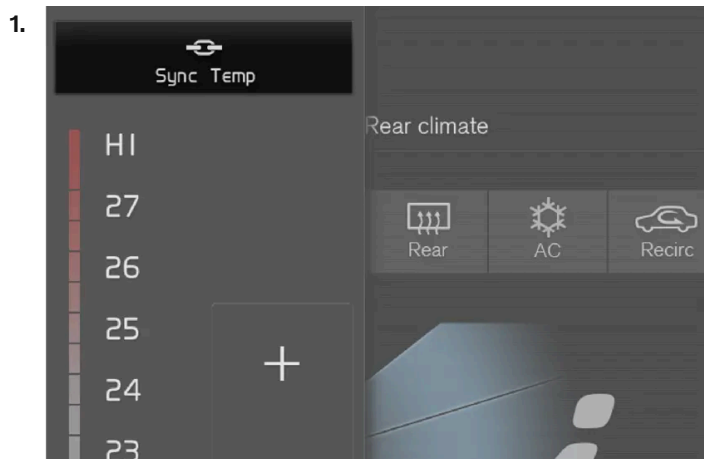 1.
Sync Temp
Rear climate
HI
27
Rear AC Recirc
26
25
+
24
23